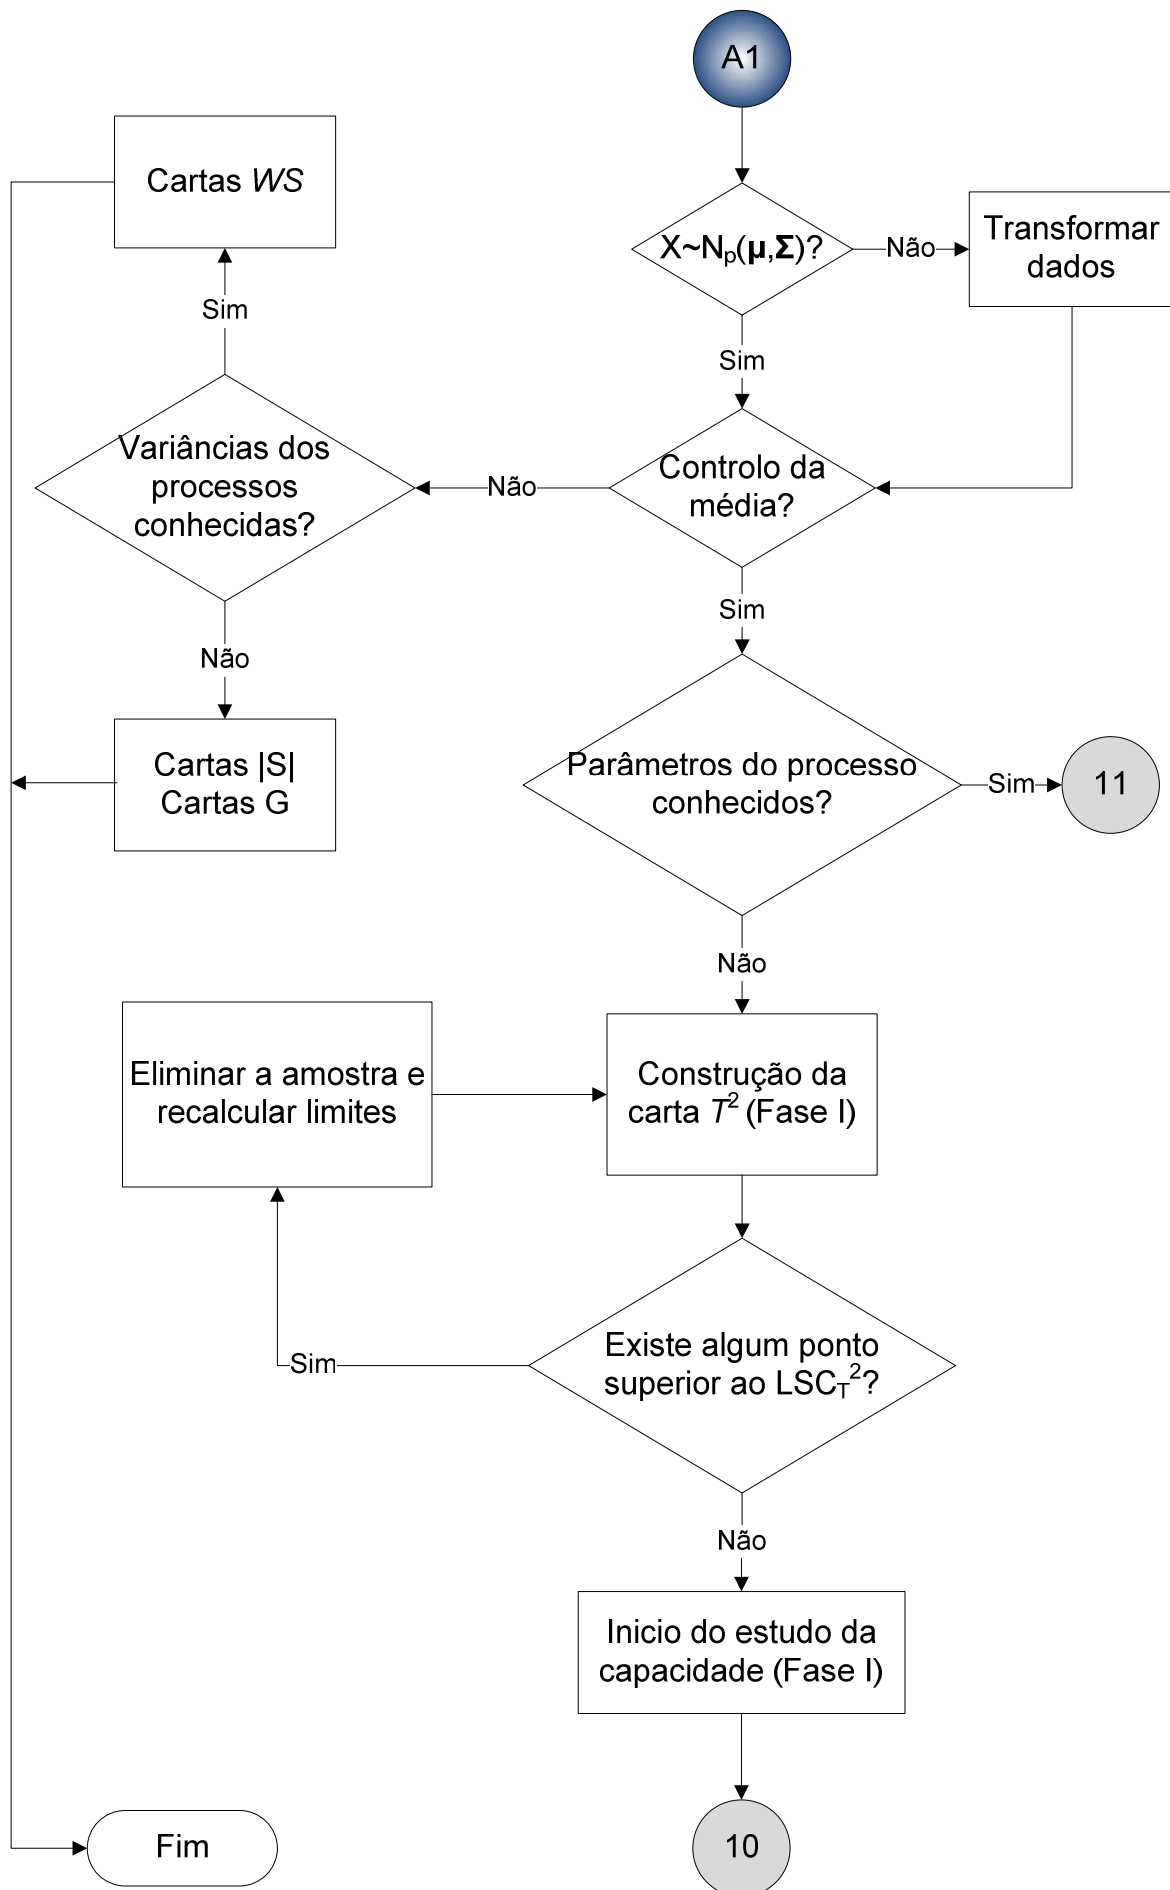 A1
Cartas WS
X~Np(μ,Σ)?
Não
Transformar
dados
Sim
Sim
Variâncias dos
processos
conhecidas?
Não
Controlo da
média?
Sim
Não
Cartas |S|
Cartas G
Parâmetros do processo
conhecidos?
Sim
11
Não
Eliminar a amostra e
recalcular limites
Construção da
carta T² (Fase I)
Existe algum ponto
superior ao LSC_T²?
Sim
Não
Inicio do estudo da
capacidade (Fase I)
Fim
10